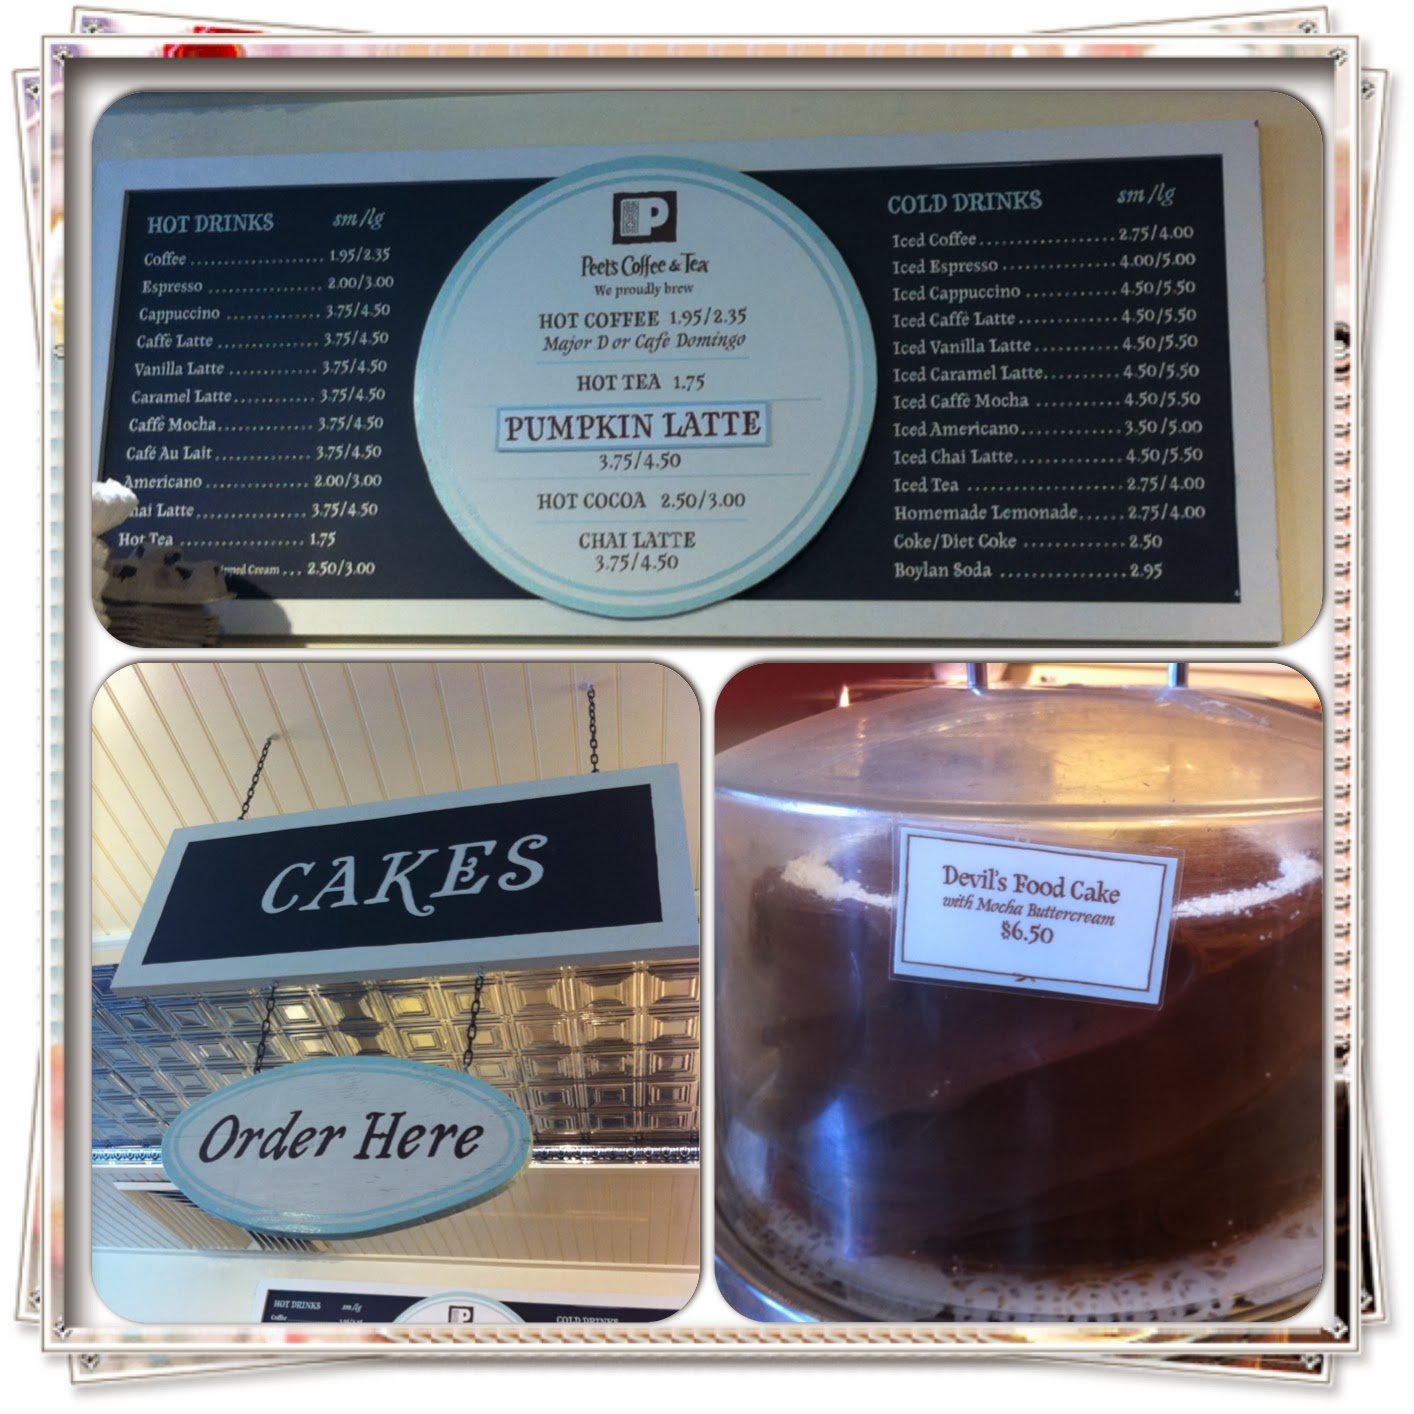 HOT DRINKS sm/lg
Coffee 1.95/2.35
Espresso 2.00/3.00
Cappuccino 3.75/4.50
Caffè Latte 3.75/4.50
Vanilla Latte 3.75/4.50
Caramel Latte 3.75/4.50
Caffè Mocha 3.75/4.50
Café Au Lait 3.75/4.50
Americano 2.00/3.00
hai Latte 3.75/4.50
Hot Tea 1.75
ipped Cream 2.50/3.00
P
Peet's Coffee & Tea
We proudly brew
HOT COFFEE 1.95/2.35
Major D or Cafe Domingo
HOT TEA 1.75
PUMPKIN LATTE
3.75/4.50
HOT COCOA 2.50/3.00
CHAI LATTE
3.75/4.50
COLD DRINKS sm/lg
Iced Coffee 2.75/4.00
Iced Espresso 4.00/5.00
Iced Cappuccino 4.50/5.50
Iced Caffè Latte 4.50/5.50
Iced Vanilla Latte 4.50/5.50
Iced Caramel Latte 4.50/5.50
Iced Caffè Mocha 4.50/5.50
Iced Americano 3.50/5.00
Iced Chai Latte 4.50/5.50
Iced Tea 2.75/4.00
Homemade Lemonade 2.75/4.00
Coke/Diet Coke 2.50
Boylan Soda 2.95
CAKES
Order Here
HOT DRINKS sm/lg
Coffee
P
COLD DRINKS
Devil's Food Cake
with Mocha Buttercream
$6.50